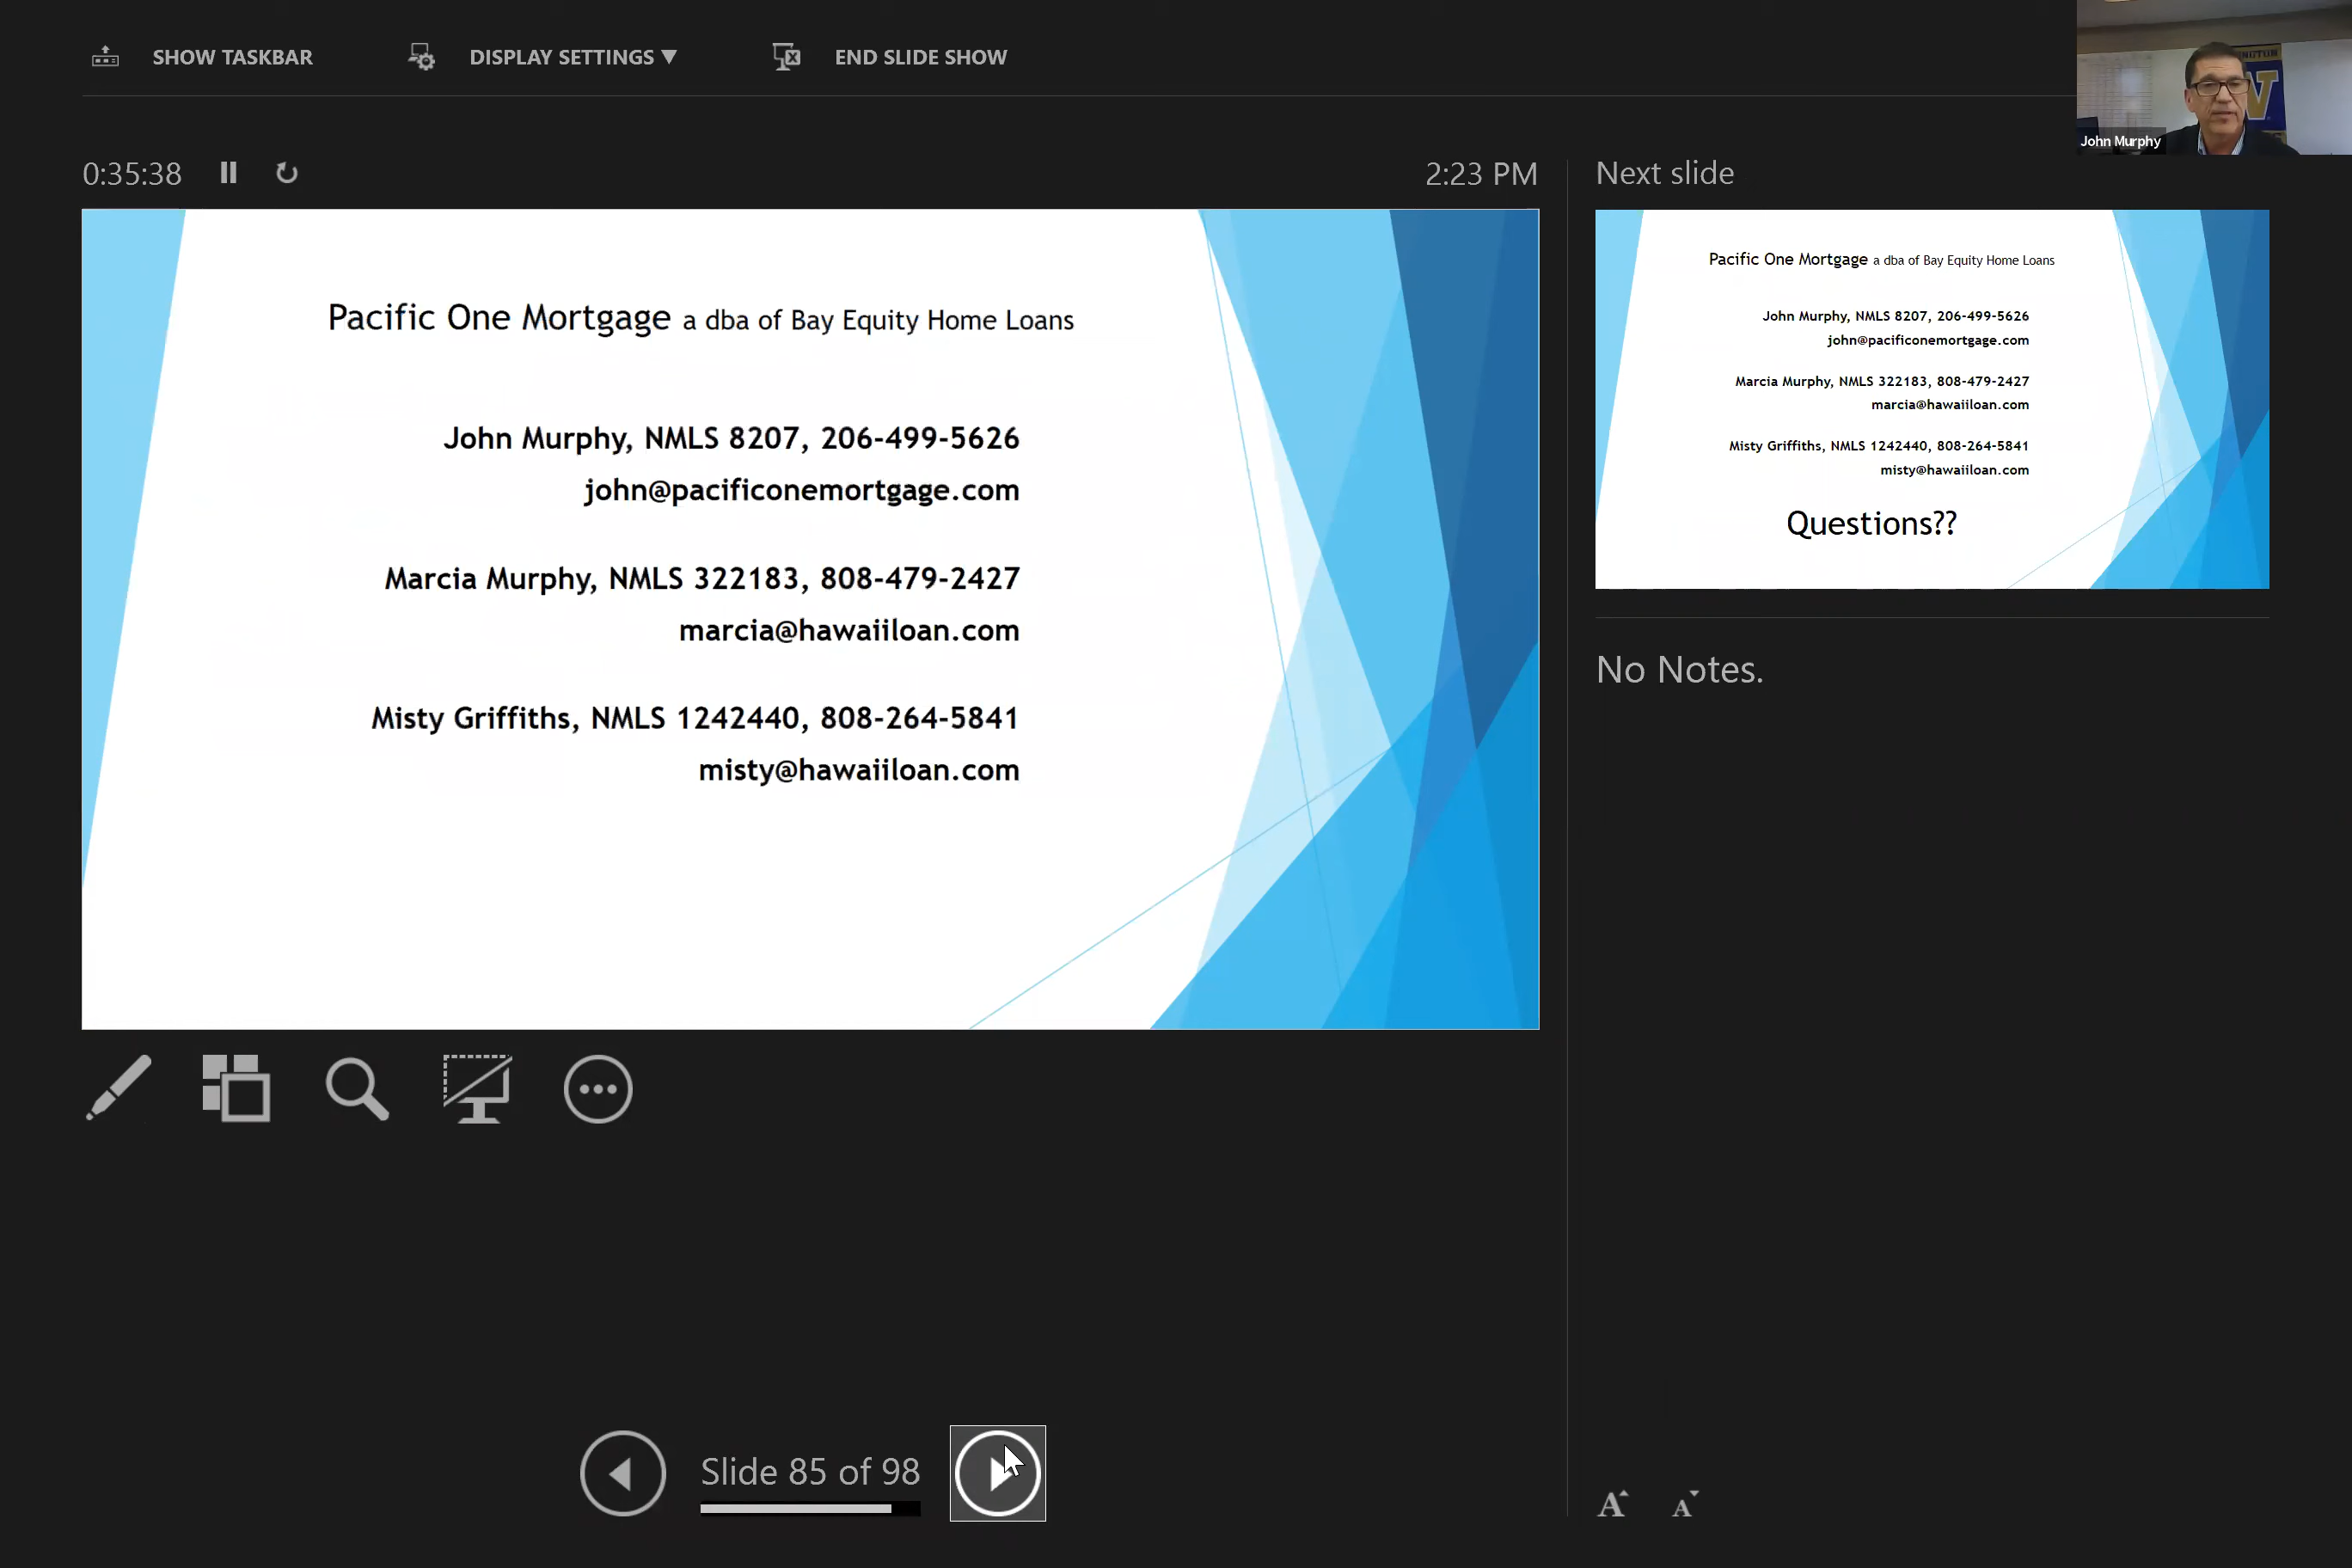 SHOW TASKBAR
DISPLAY SETTINGS ▼
END SLIDE SHOW
John Murphy
0:35:38
2:23 PM
Pacific One Mortgage a dba of Bay Equity Home Loans
John Murphy, NMLS 8207, 206-499-5626
john@pacificonemortgage.com
Marcia Murphy, NMLS 322183, 808-479-2427
marcia@hawaiiloan.com
Misty Griffiths, NMLS 1242440, 808-264-5841
misty@hawaiiloan.com
Next slide
Pacific One Mortgage a dba of Bay Equity Home Loans
John Murphy, NMLS 8207, 206-499-5626
john@pacificonemortgage.com
Marcia Murphy, NMLS 322183, 808-479-2427
marcia@hawaiiloan.com
Misty Griffiths, NMLS 1242440, 808-264-5841
misty@hawaiiloan.com
Questions??
No Notes.
Slide 85 of 98
A A